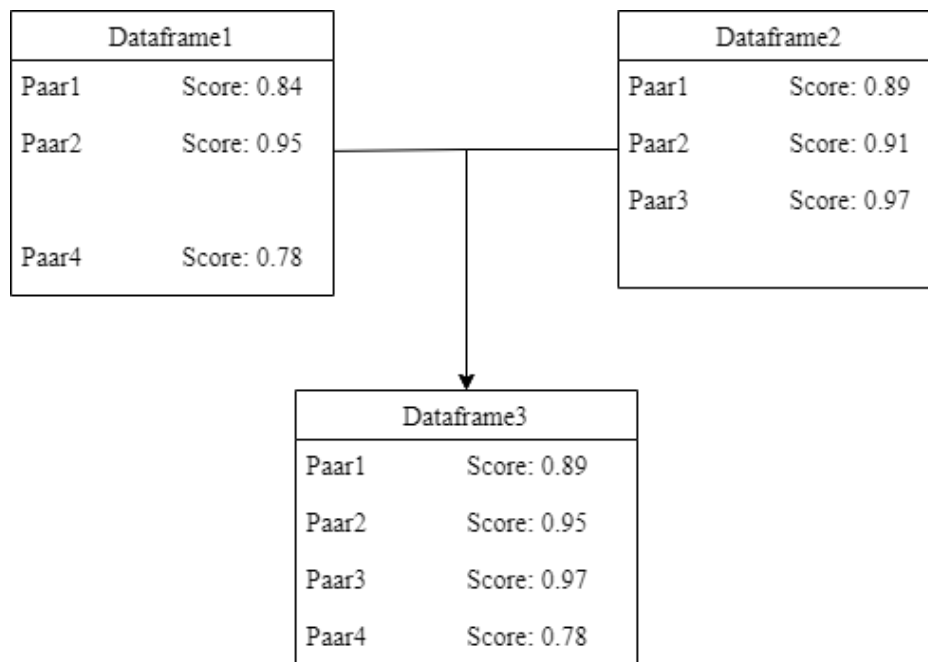 Dataframe1
Paar1 Score: 0.84
Paar2 Score: 0.95
Paar4 Score: 0.78
Dataframe2
Paar1 Score: 0.89
Paar2 Score: 0.91
Paar3 Score: 0.97
Dataframe3
Paar1 Score: 0.89
Paar2 Score: 0.95
Paar3 Score: 0.97
Paar4 Score: 0.78